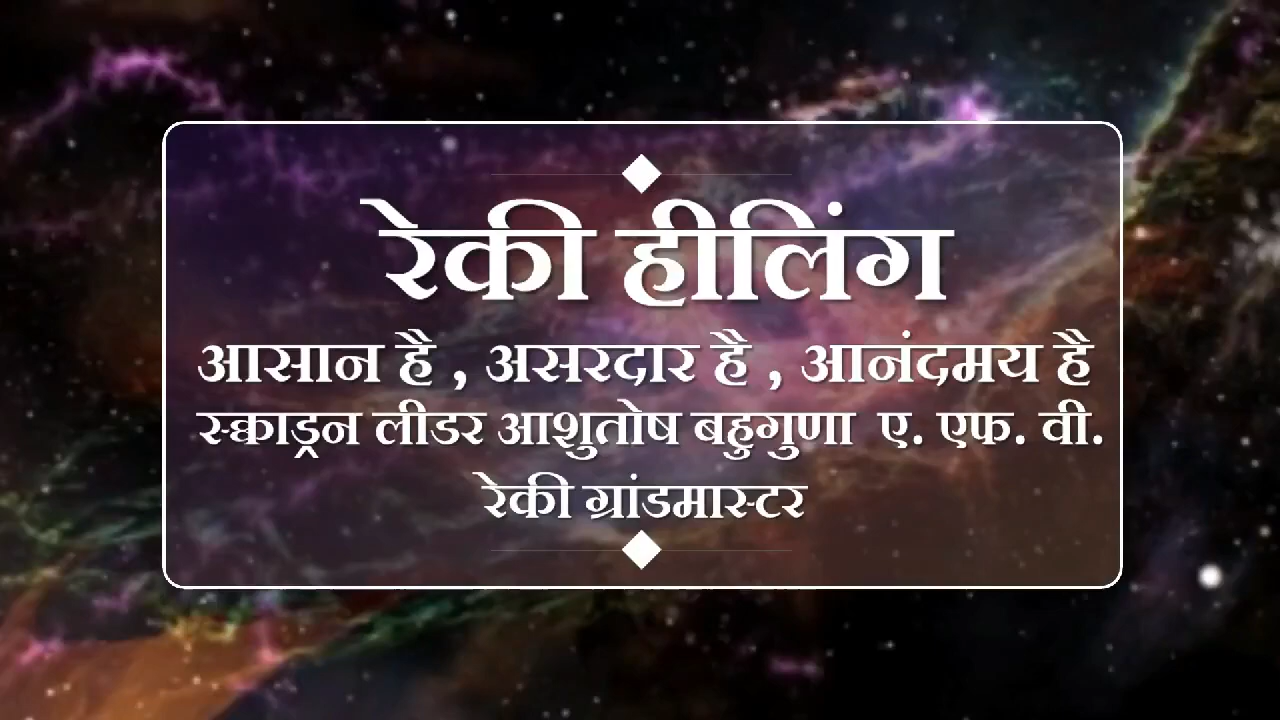 रेकी हीलिंग
आसान है , असरदार है , आनंदमय है
स्क्वाड्रन लीडर आशुतोष बहुगुणा ए. एफ. वी.
रेकी ग्रांडमास्टर